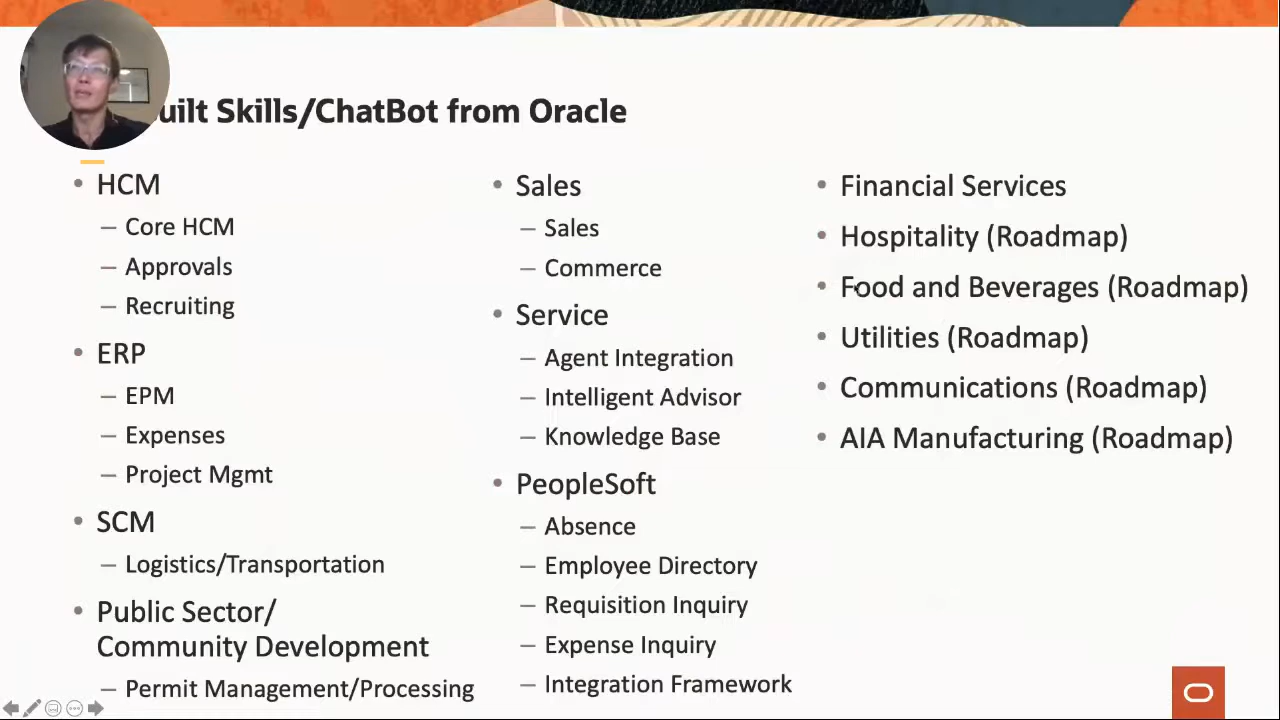 uilt Skills/ChatBot from Oracle
• HCM
– Core HCM
– Approvals
– Recruiting
• ERP
– EPM
– Expenses
– Project Mgmt
• SCM
– Logistics/Transportation
• Public Sector/
Community Development
– Permit Management/Processing
• Sales
– Sales
– Commerce
• Service
– Agent Integration
– Intelligent Advisor
– Knowledge Base
• PeopleSoft
– Absence
– Employee Directory
– Requisition Inquiry
– Expense Inquiry
– Integration Framework
• Financial Services
• Hospitality (Roadmap)
• Food and Beverages (Roadmap)
• Utilities (Roadmap)
• Communications (Roadmap)
• AIA Manufacturing (Roadmap)